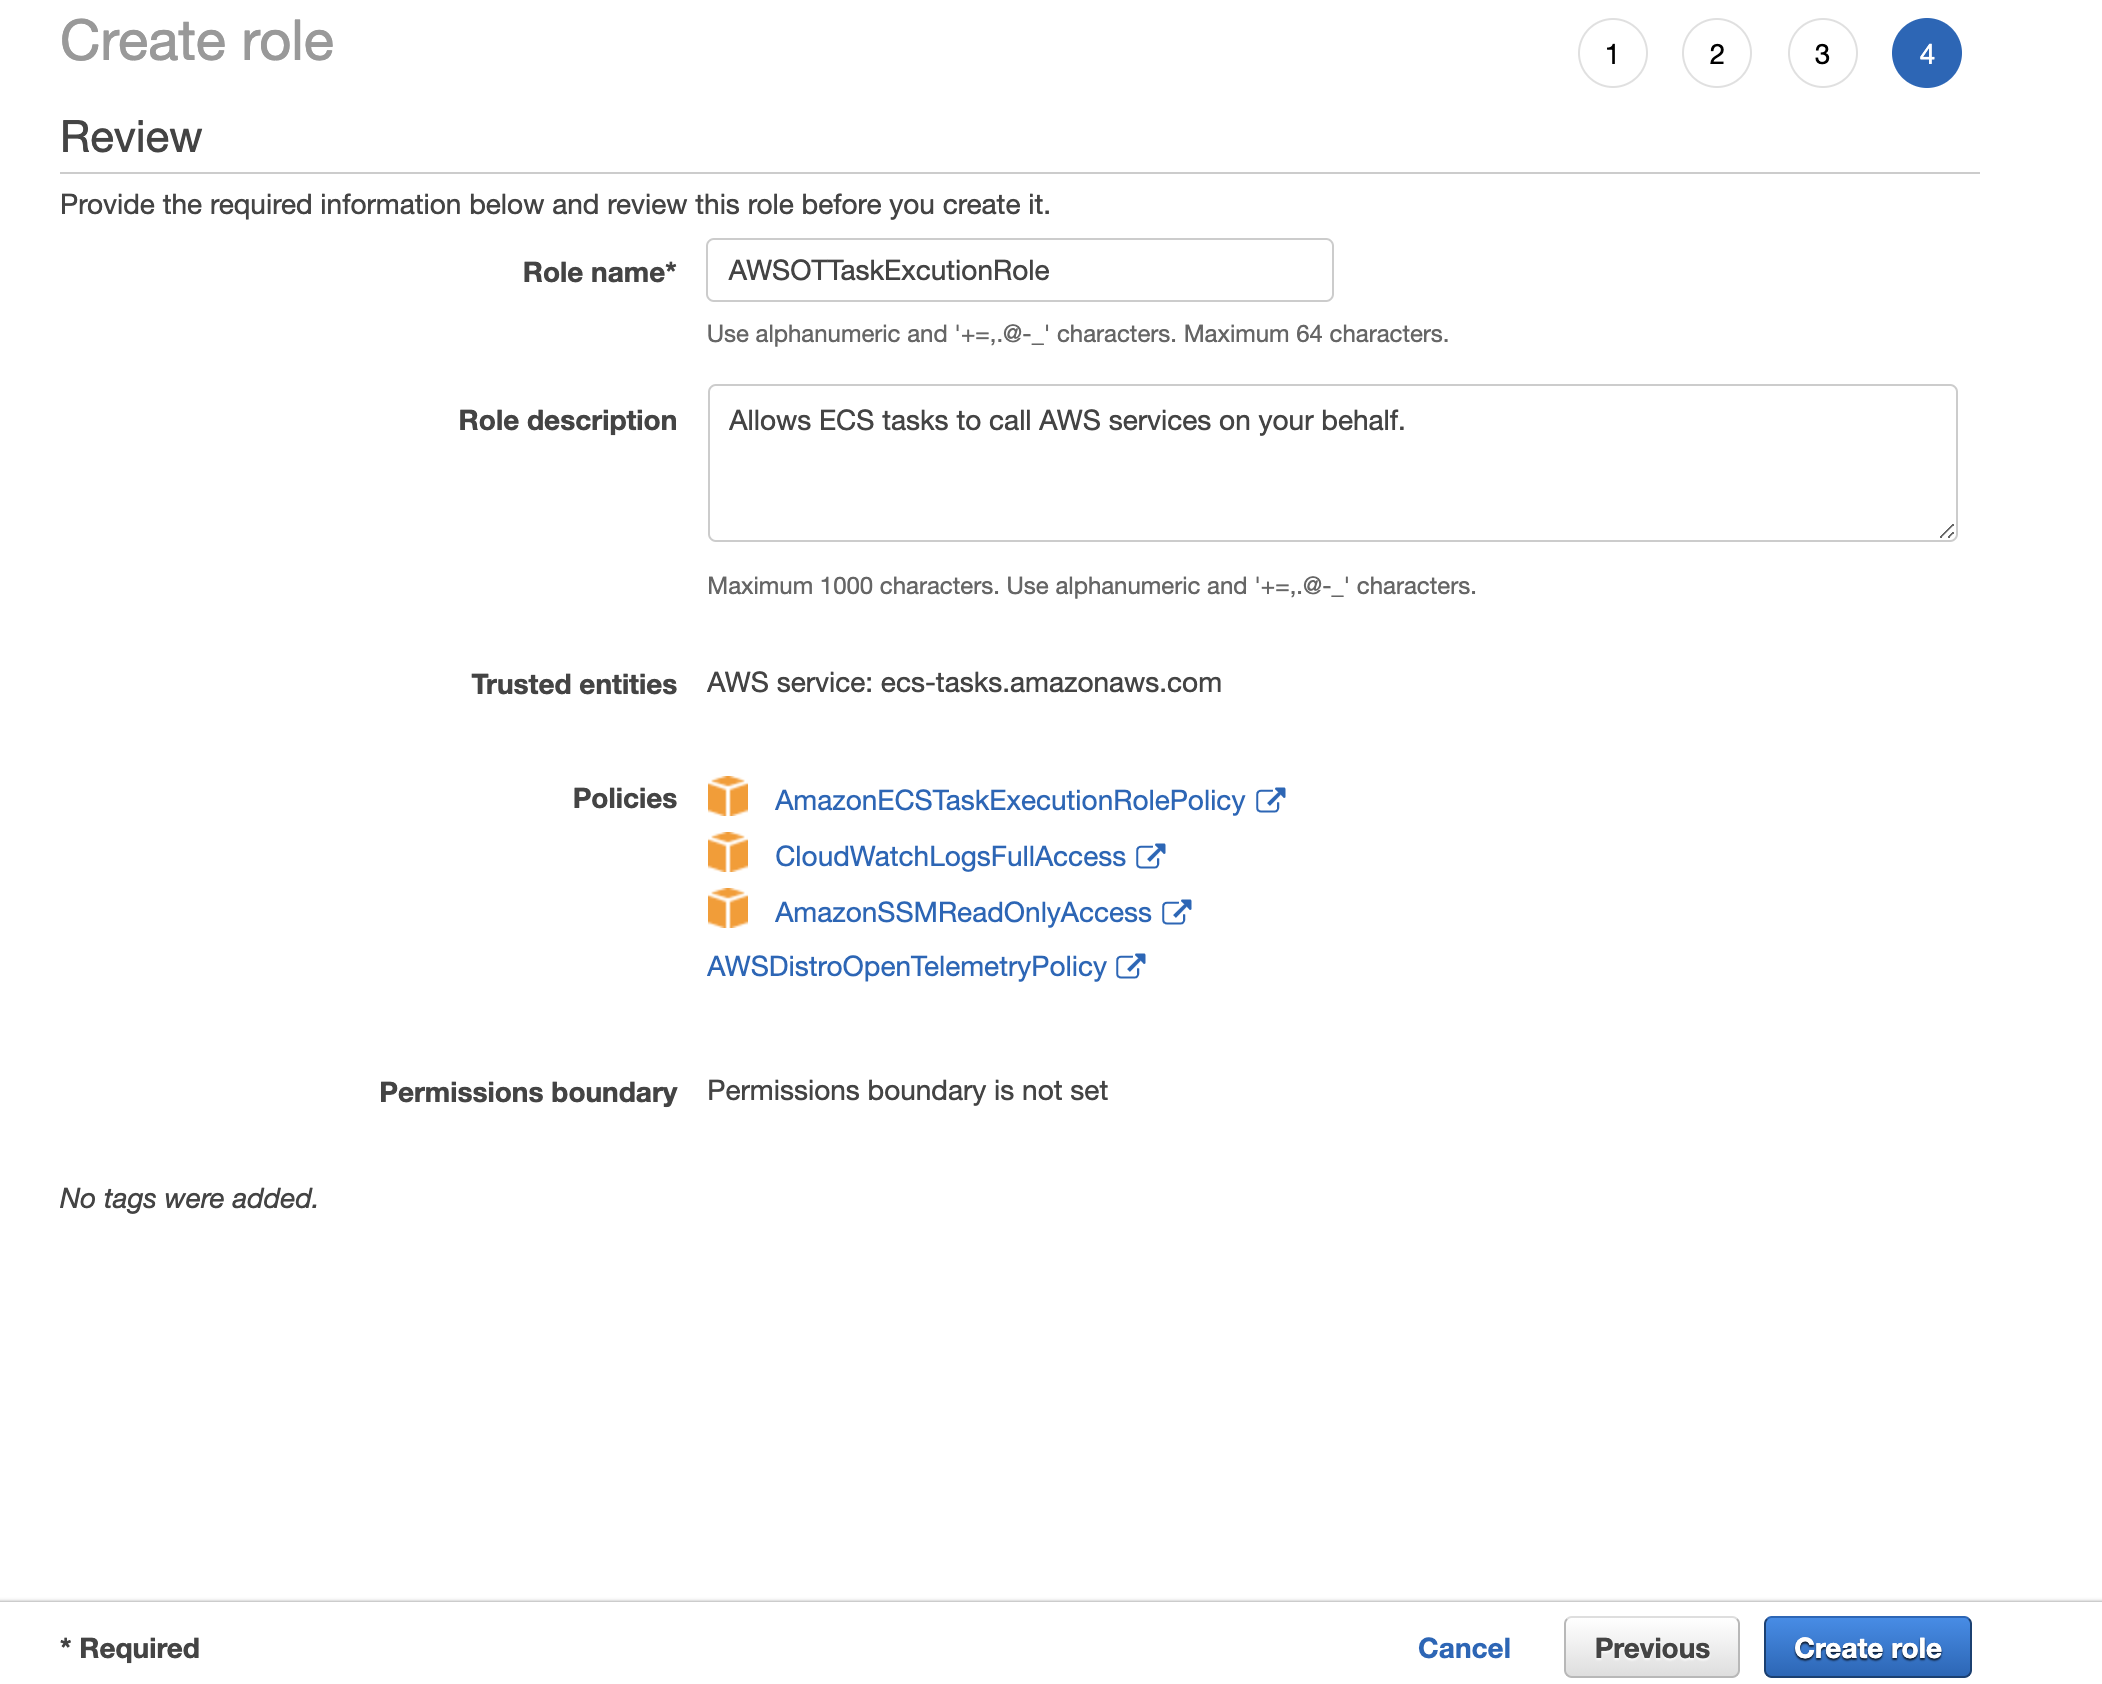 Create role
1 2 3 4
Review
Provide the required information below and review this role before you create it.
Role name* AWSOTTaskExcutionRole
Use alphanumeric and '+=,.@-_' characters. Maximum 64 characters.
Role description Allows ECS tasks to call AWS services on your behalf.
Maximum 1000 characters. Use alphanumeric and '+=,.@-_' characters.
Trusted entities AWS service: ecs-tasks.amazonaws.com
Policies AmazonECSTaskExecutionRolePolicy
CloudWatchLogsFullAccess
AmazonSSMReadOnlyAccess
AWSDistroOpenTelemetryPolicy
Permissions boundary Permissions boundary is not set
No tags were added.
* Required Cancel Previous Create role